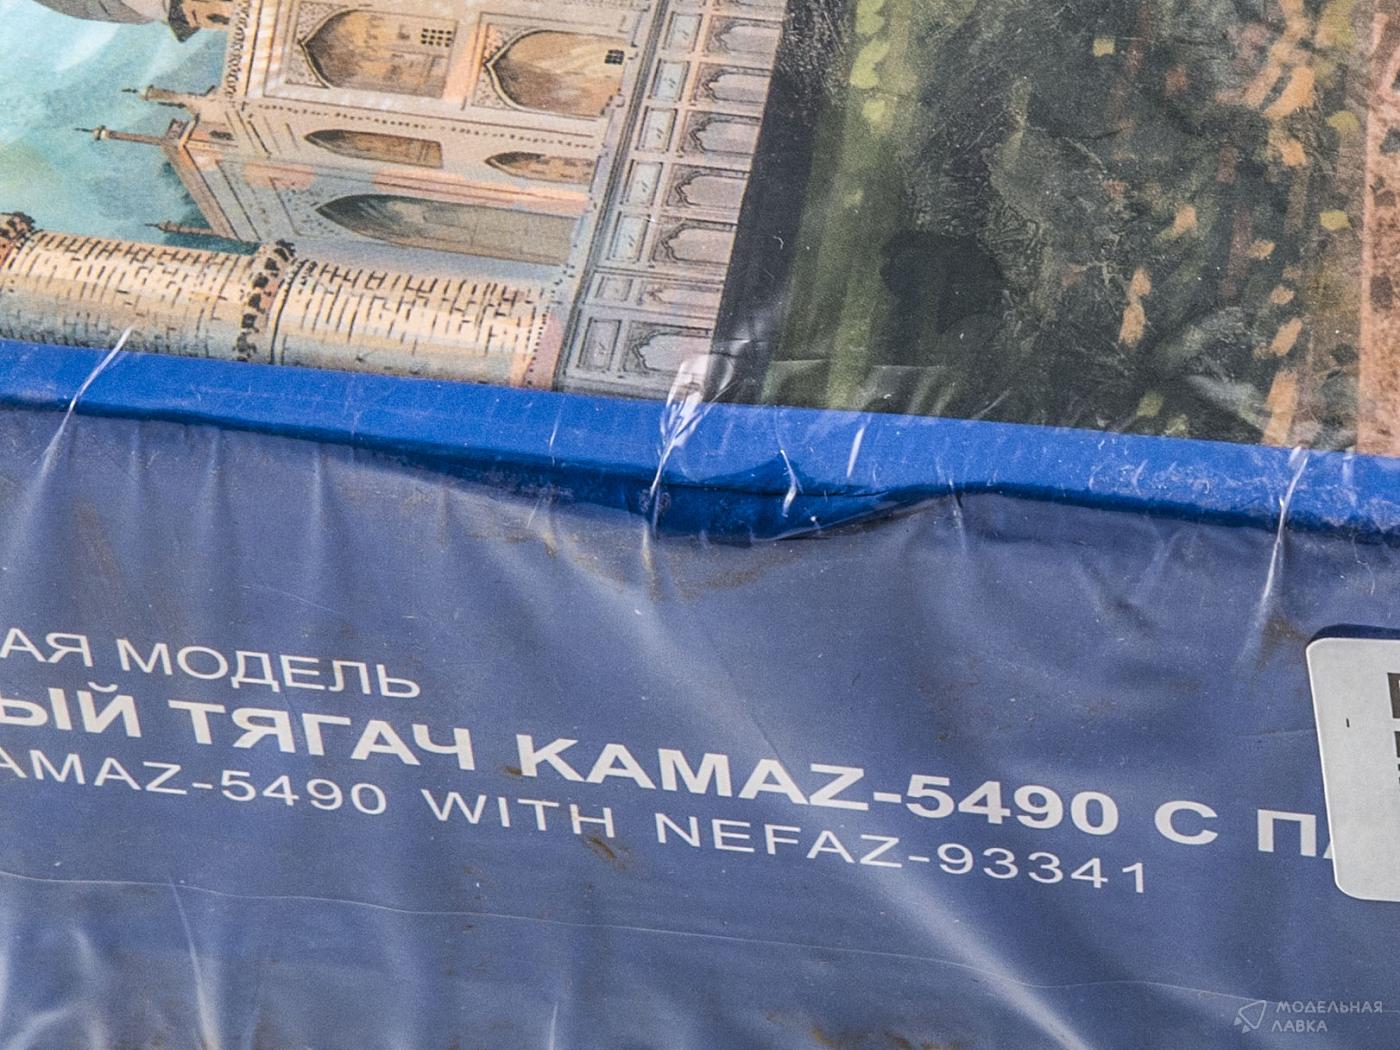 АЯ МОДЕЛЬ
ЫЙ ТЯГАЧ KAMAZ-5490 С П
AMAZ-5490 WITH NEFAZ-93341
МОДЕЛЬНАЯ
ЛАВКА